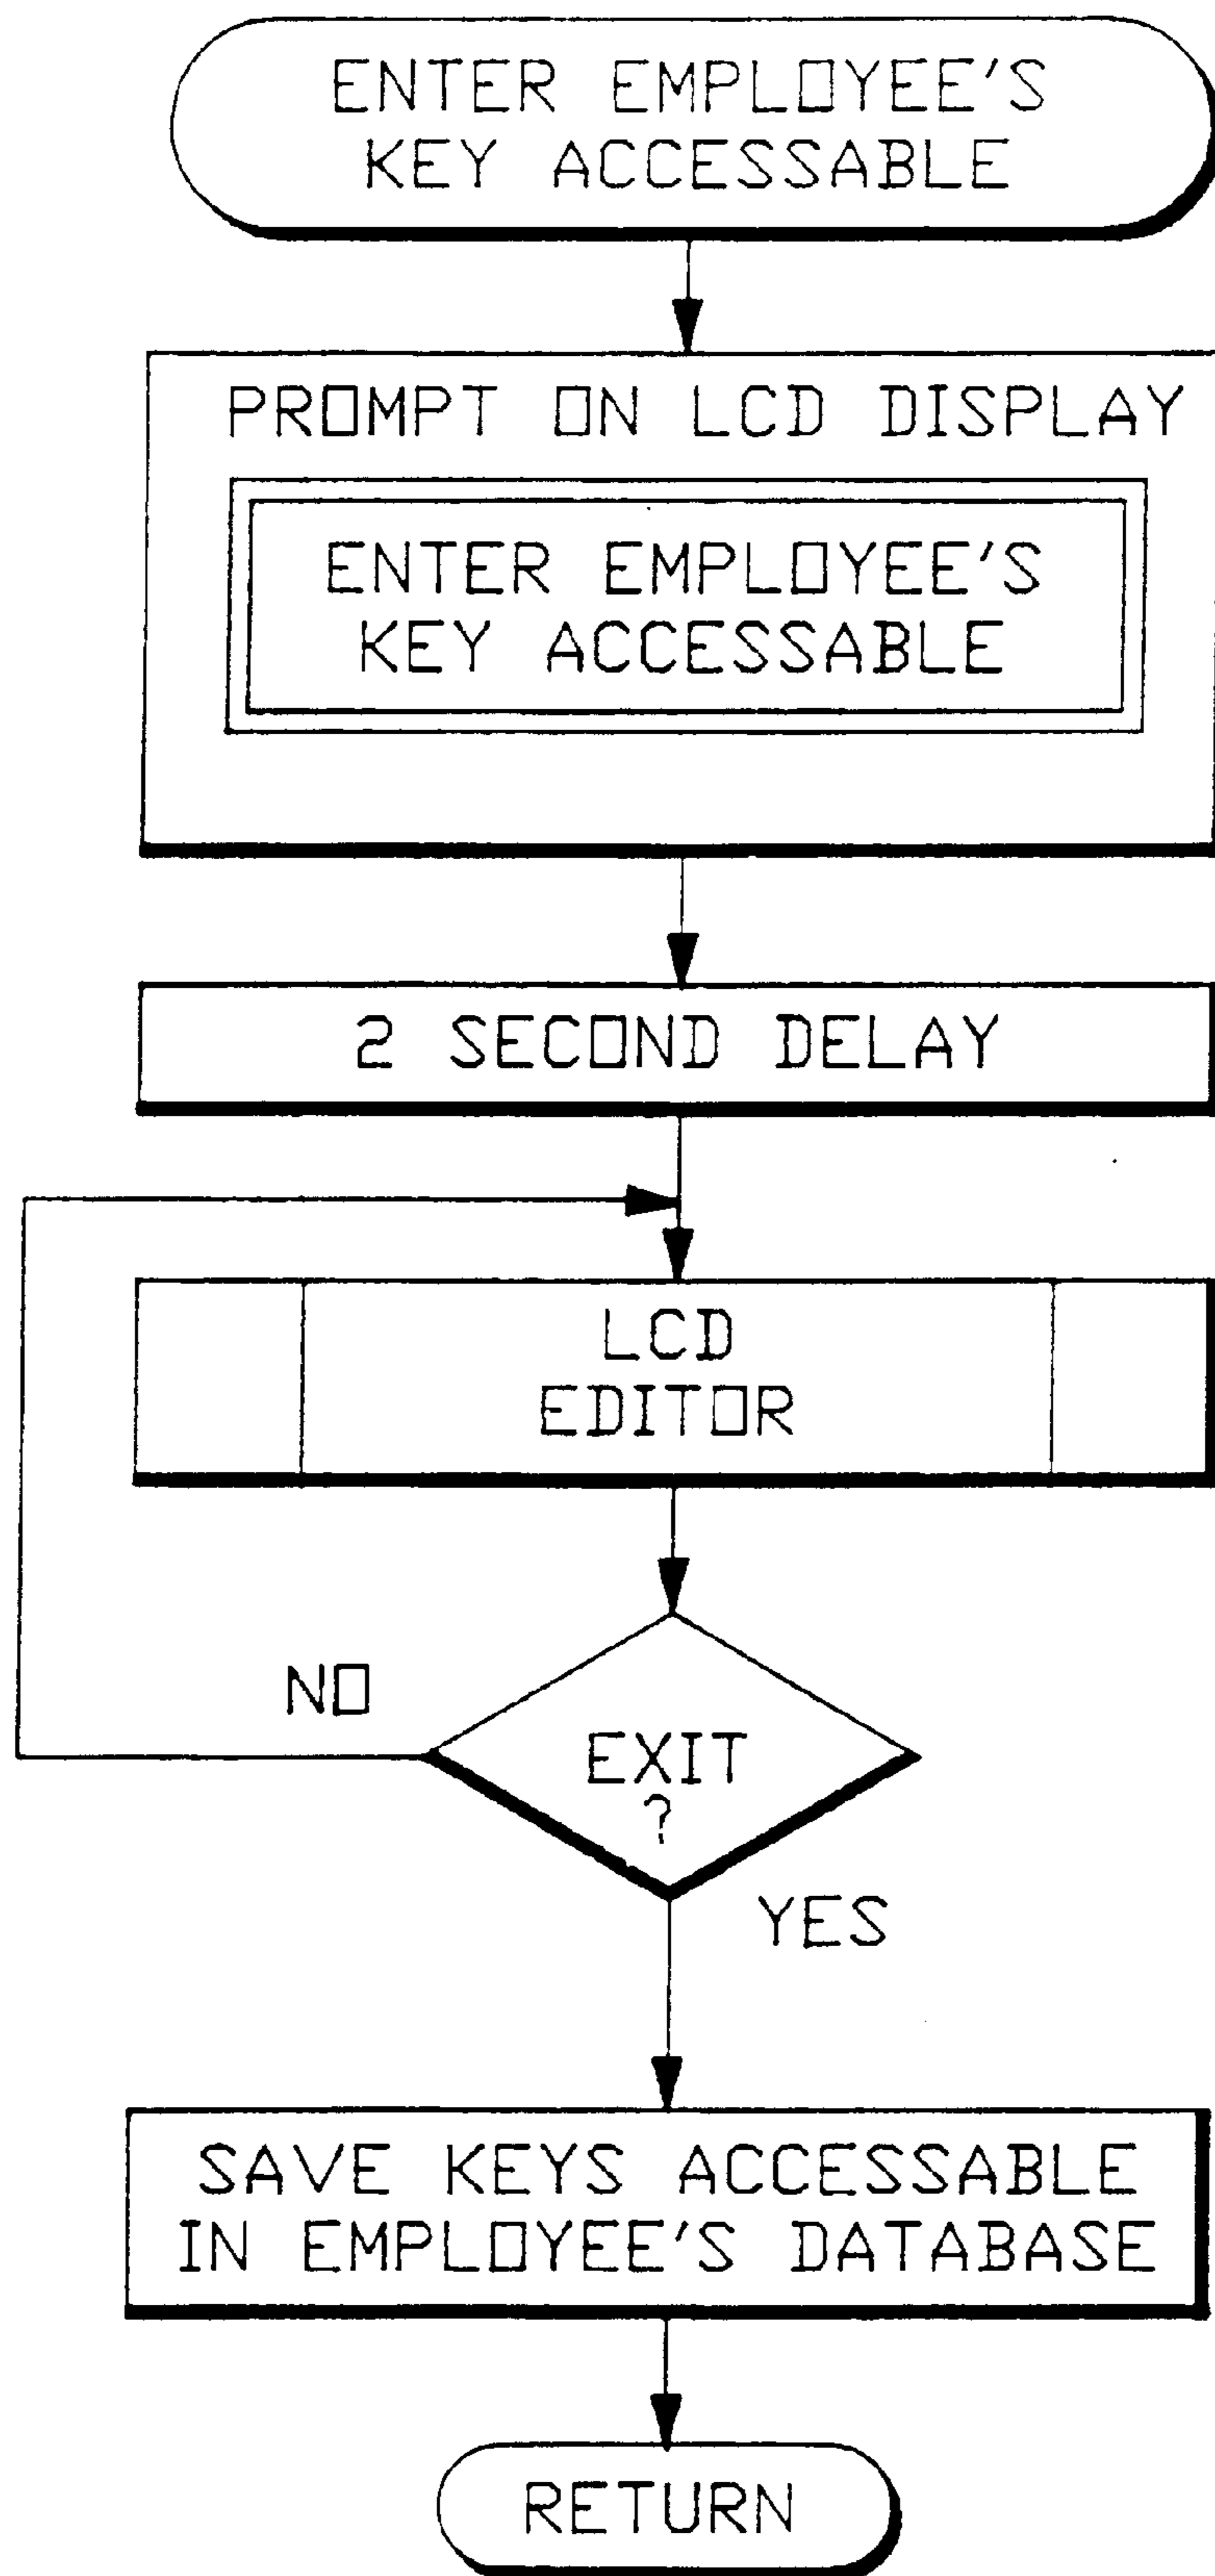 ENTER EMPLOYEE'S
KEY ACCESSABLE
PROMPT ON LCD DISPLAY
ENTER EMPLOYEE'S
KEY ACCESSABLE
2 SECOND DELAY
LCD
EDITOR
NO
EXIT
?
YES
SAVE KEYS ACCESSABLE
IN EMPLOYEE'S DATABASE
RETURN